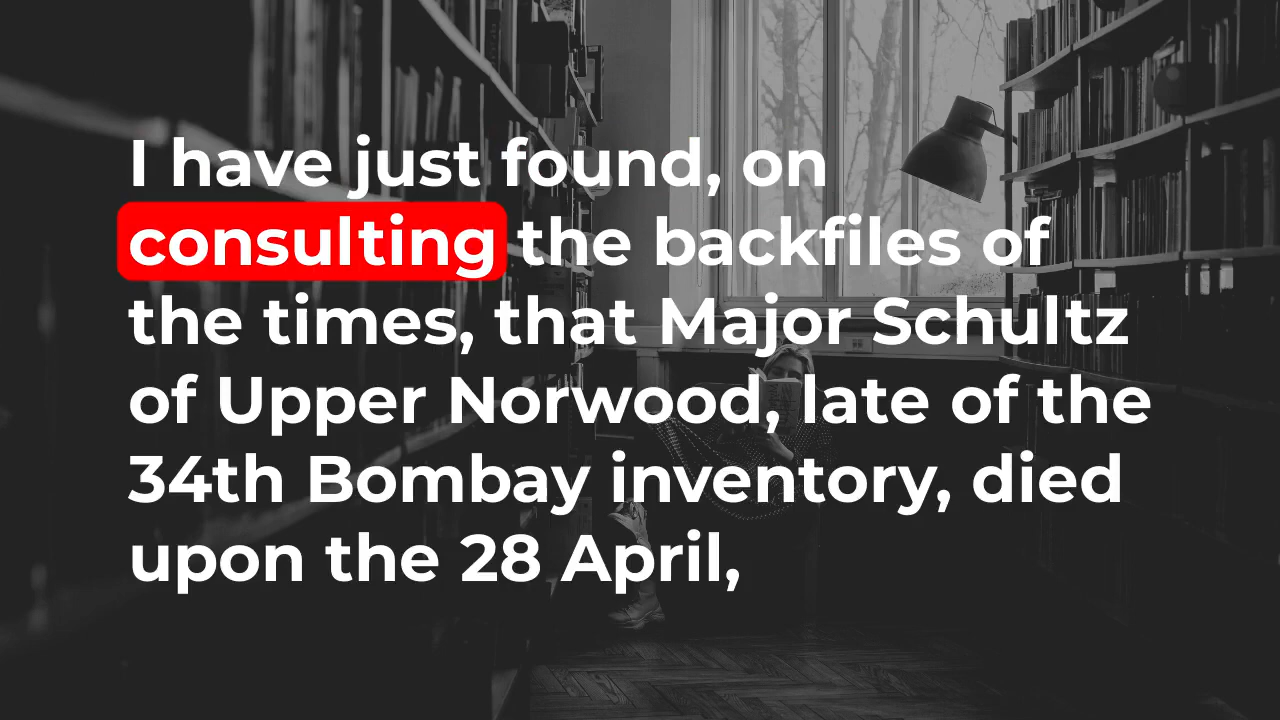 I have just found, on
consulting the backfiles of
the times, that Major Schultz
of Upper Norwood, late of the
34th Bombay inventory, died
upon the 28 April,